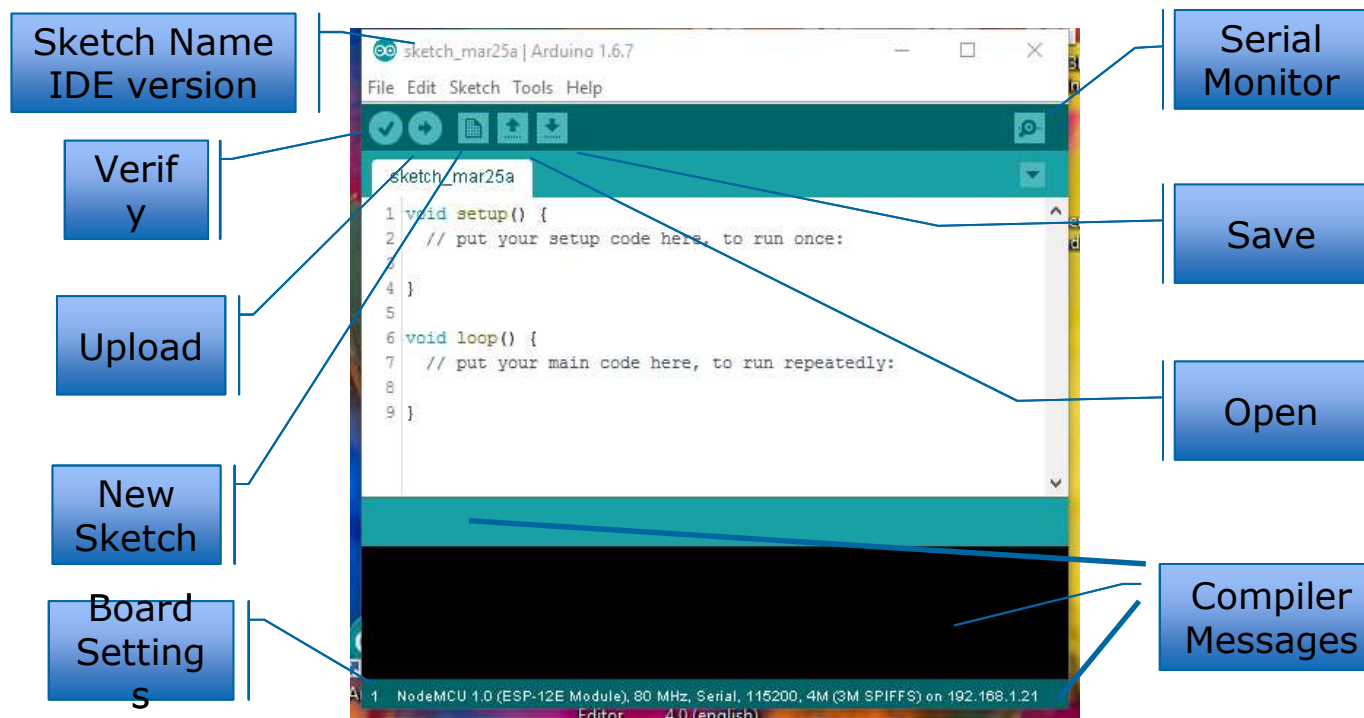 Sketch Name
IDE version
Serial
Monitor
sketch_mar25a | Arduino 1.6.7
File Edit Sketch Tools Help
Verif
y
sketch_mar25a
1 void setup() {
2 // put your setup code here, to run once:
3
4 }
5
6 void loop() {
7 // put your main code here, to run repeatedly:
8
9 }
Save
Upload
Open
New
Sketch
Board
Setting
s
Compiler
Messages
1 NodeMCU 1.0 (ESP-12E Module), 80 MHz, Serial, 115200, 4M (3M SPIFFS) on 192.168.1.21
Editor 4.0 (english)